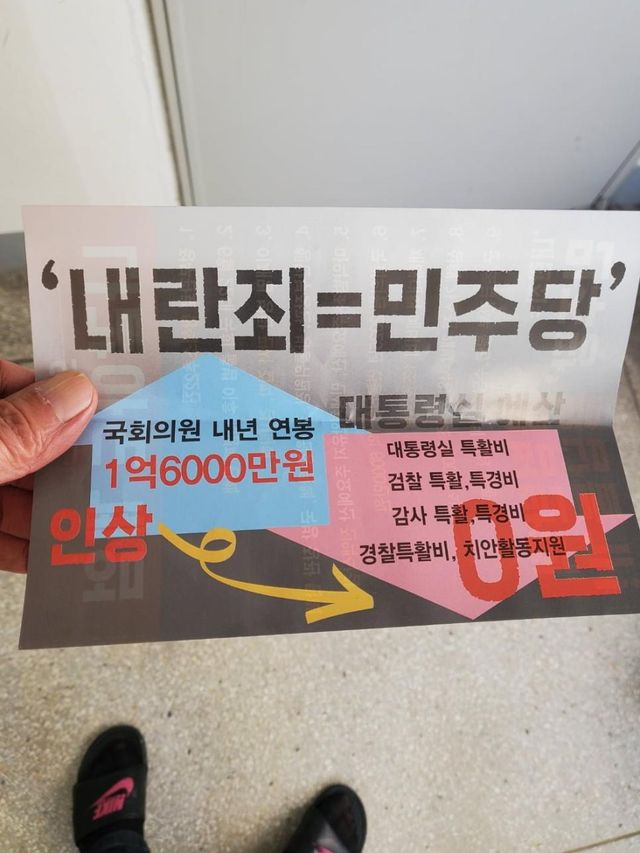 ‘내란죄=민주당’
국회의원 내년 연봉
1억6000만원
인상
대통령실 예산
대통령실 특활비
검찰 특활,특경비
감사 특활,특경비
경찰특활비, 치안활동지원
0원
NIKE